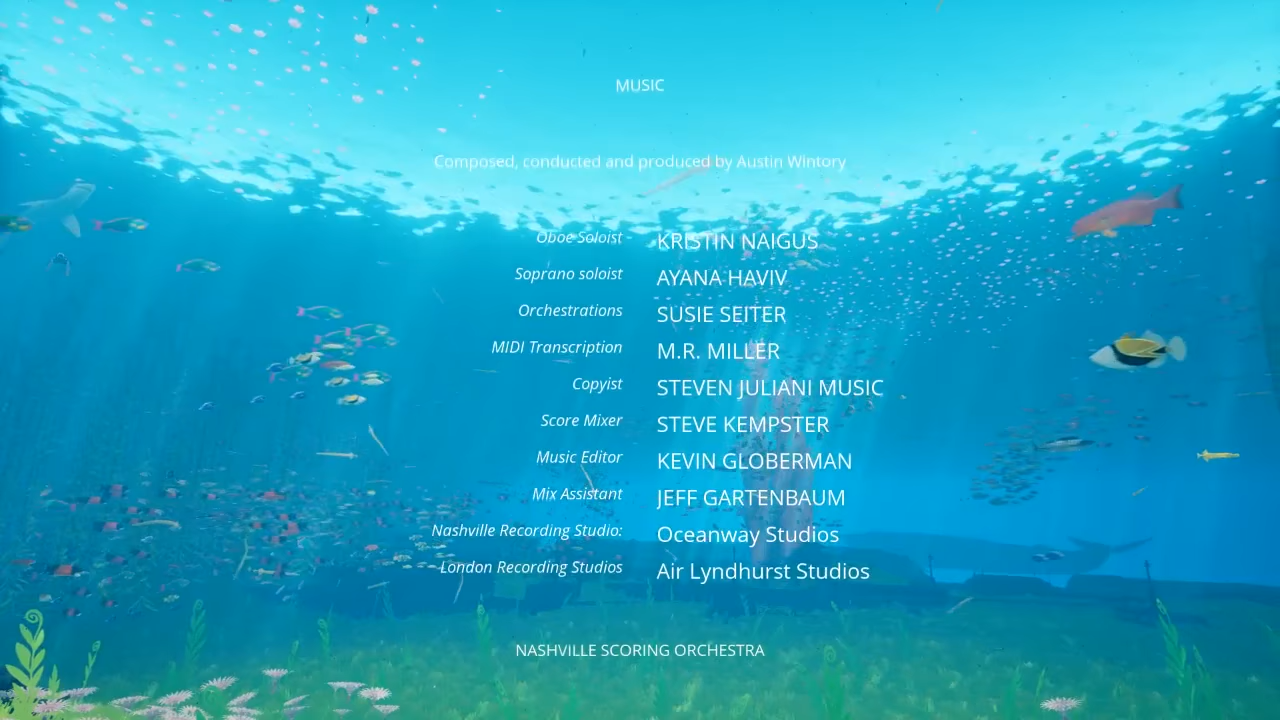 MUSIC
Composed, conducted and produced by Austin Wintory
Oboe Soloist KRISTIN NAIGUS
Soprano soloist AYANA HAVIV
Orchestrations SUSIE SEITER
MIDI Transcription M.R. MILLER
Copyist STEVEN JULIANI MUSIC
Score Mixer STEVE KEMPSTER
Music Editor KEVIN GLOBERMAN
Mix Assistant JEFF GARTENBAUM
Nashville Recording Studio: Oceanway Studios
London Recording Studios Air Lyndhurst Studios
NASHVILLE SCORING ORCHESTRA